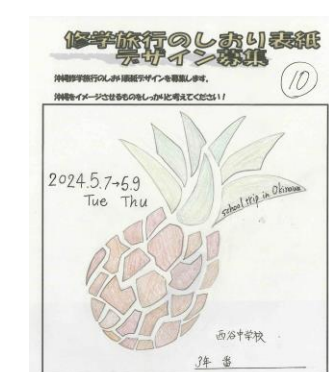 修学旅行のしおり表紙
デザイン募集
沖縄修学旅行のしおり表紙デザインを募集します。
沖縄をイメージさせるものをしっかりと考えてください！
10
2024.5.7→5.9
Tue Thu
school trip in Okinawa
西谷中学校
3年 番